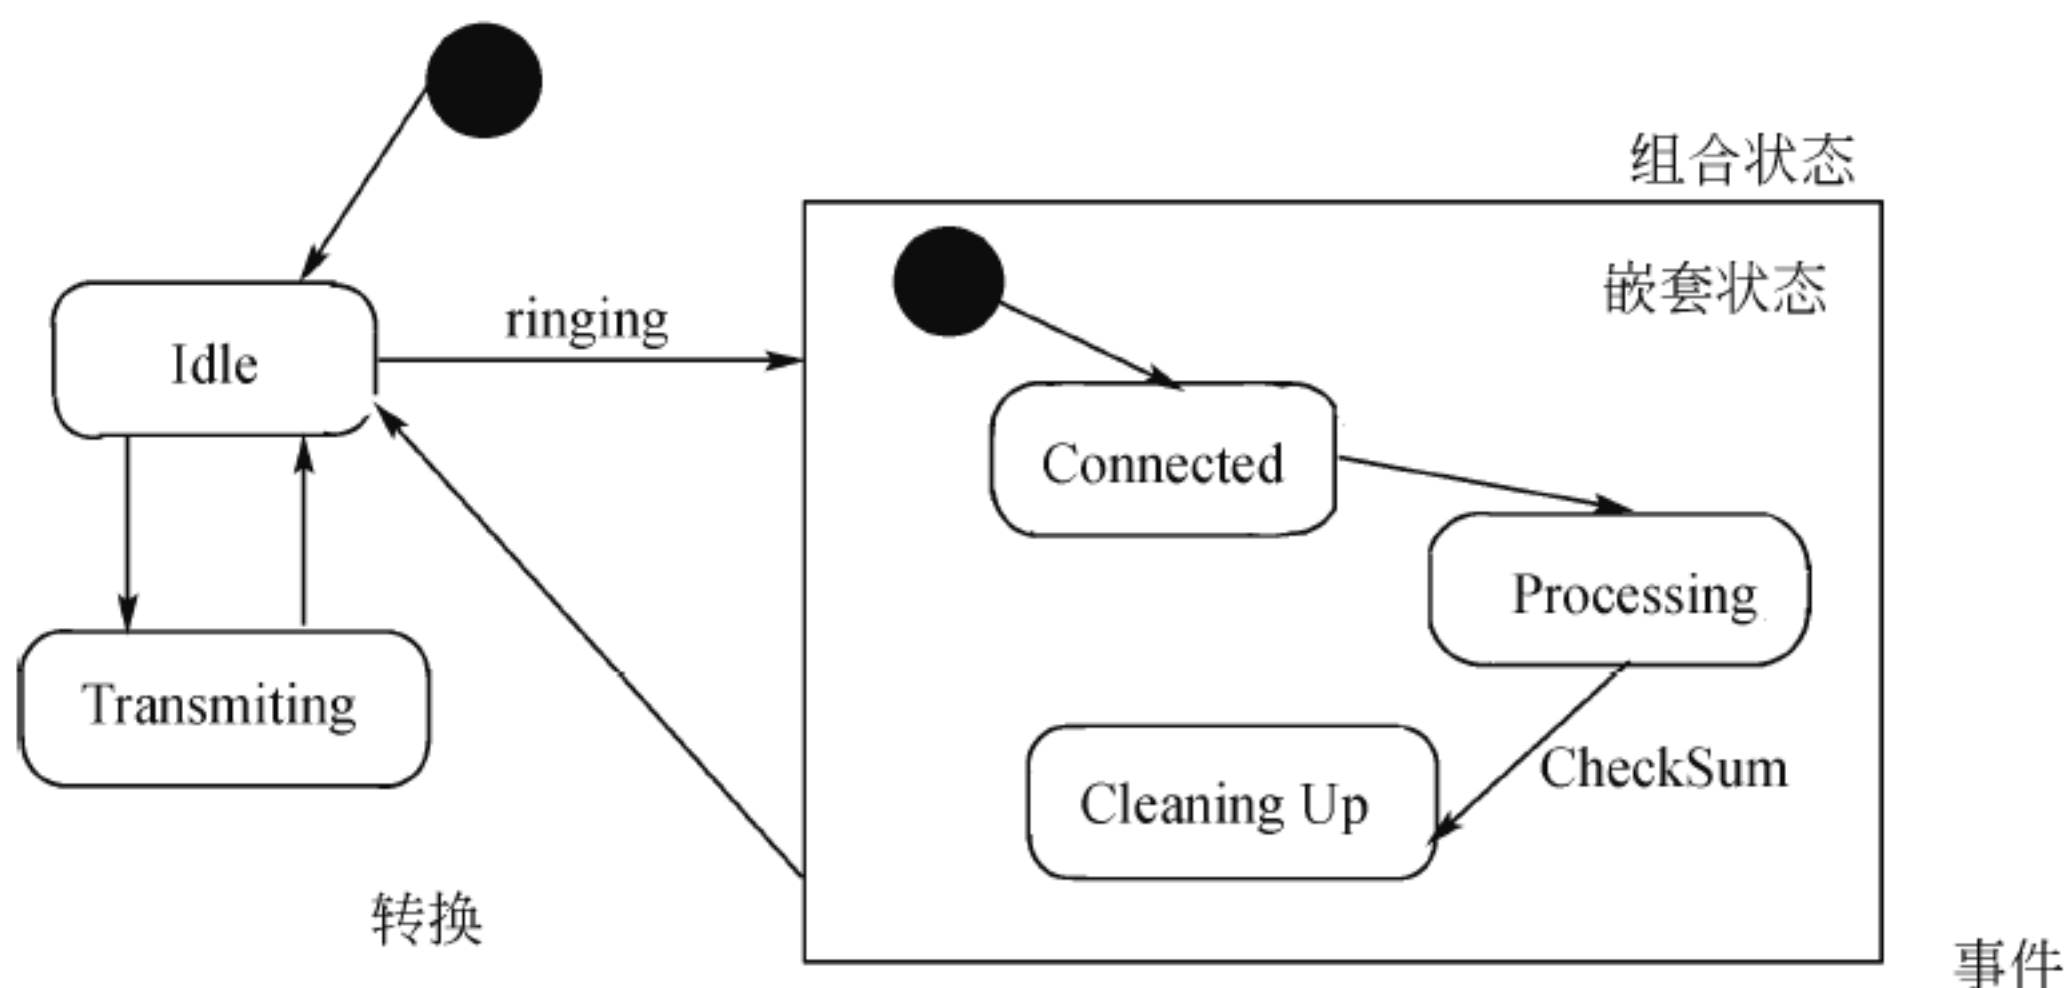 组合状态
嵌套状态
ringing
Idle
Connected
Processing
Transmiting
CheckSum
Cleaning Up
转换
事件